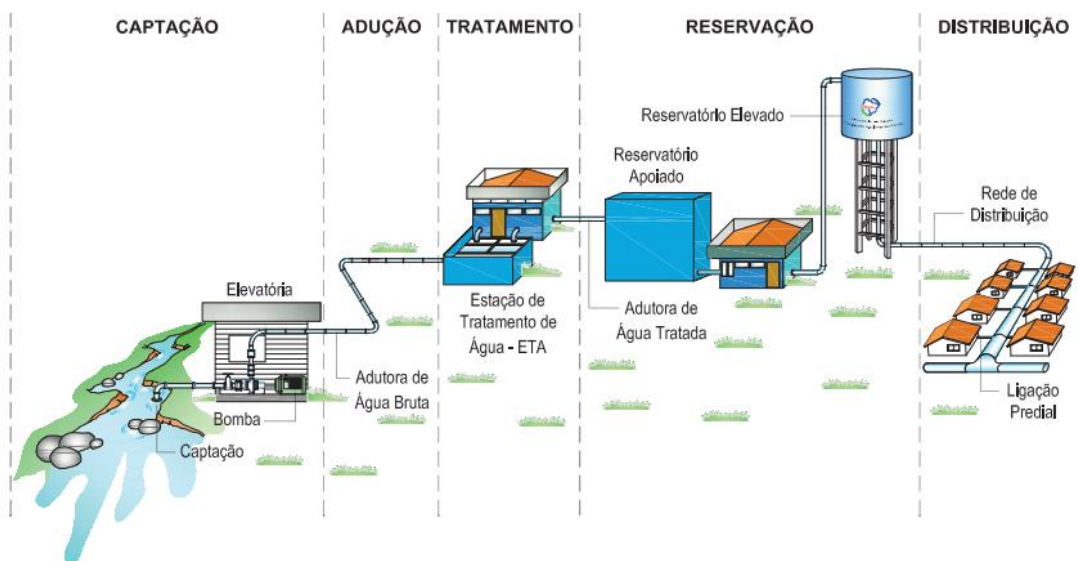 CAPTAÇÃO
ADUÇÃO
TRATAMENTO
RESERVAÇÃO
DISTRIBUIÇÃO
Reservatório Elevado
Reservatório
Apoiado
Rede de
Distribuição
Elevatória
Estação de
Tratamento de
Água - ETA
Adutora de
Água Tratada
Adutora de
Água Bruta
Bomba
Captação
Ligação
Predial